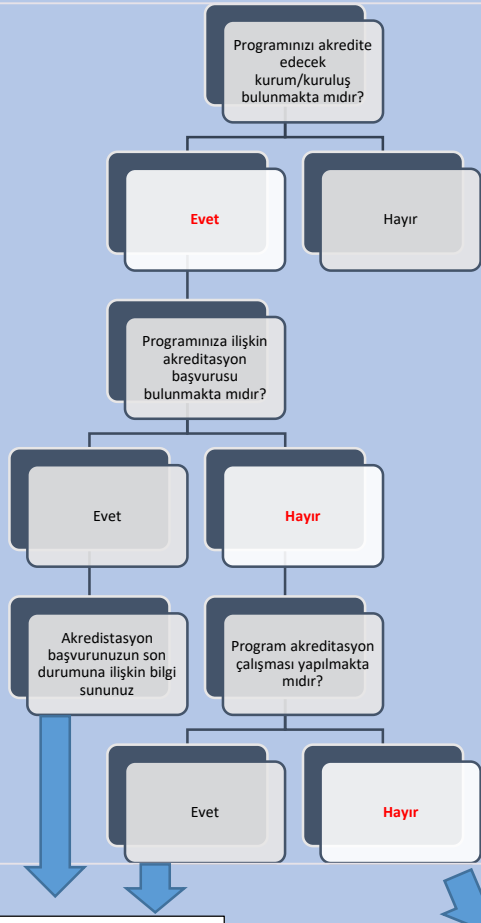 Programınızı akredite
edecek
kurum/kuruluş
bulunmakta mıdır?
Evet
Hayır
Programınıza ilişkin
akreditasyon
başvurusu
bulunmakta mıdır?
Evet
Hayır
Akredistasyon
başvurunuzun son
durumuna ilişkin bilgi
sununuz
Program akreditasyon
çalışması yapılmakta
mıdır?
Evet
Hayır